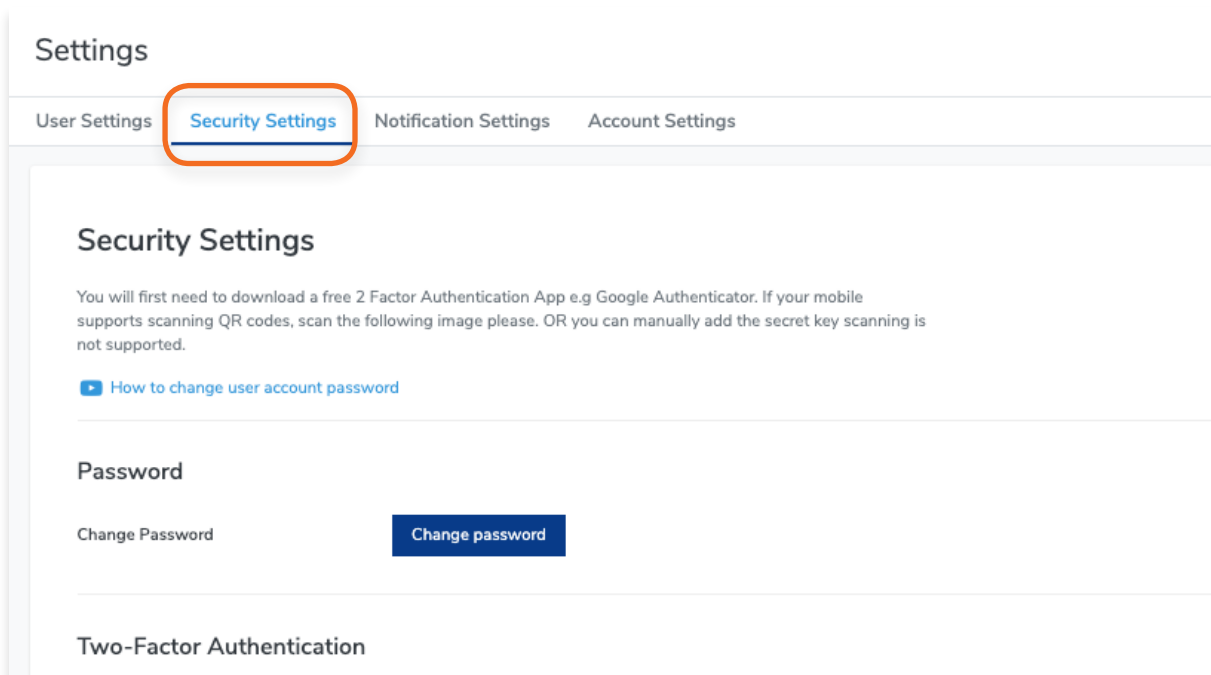 Settings
User Settings Security Settings Notification Settings Account Settings
Security Settings
You will first need to download a free 2 Factor Authentication App e.g Google Authenticator. If your mobile
supports scanning QR codes, scan the following image please. OR you can manually add the secret key scanning is
not supported.
How to change user account password
Password
Change Password Change password
Two-Factor Authentication